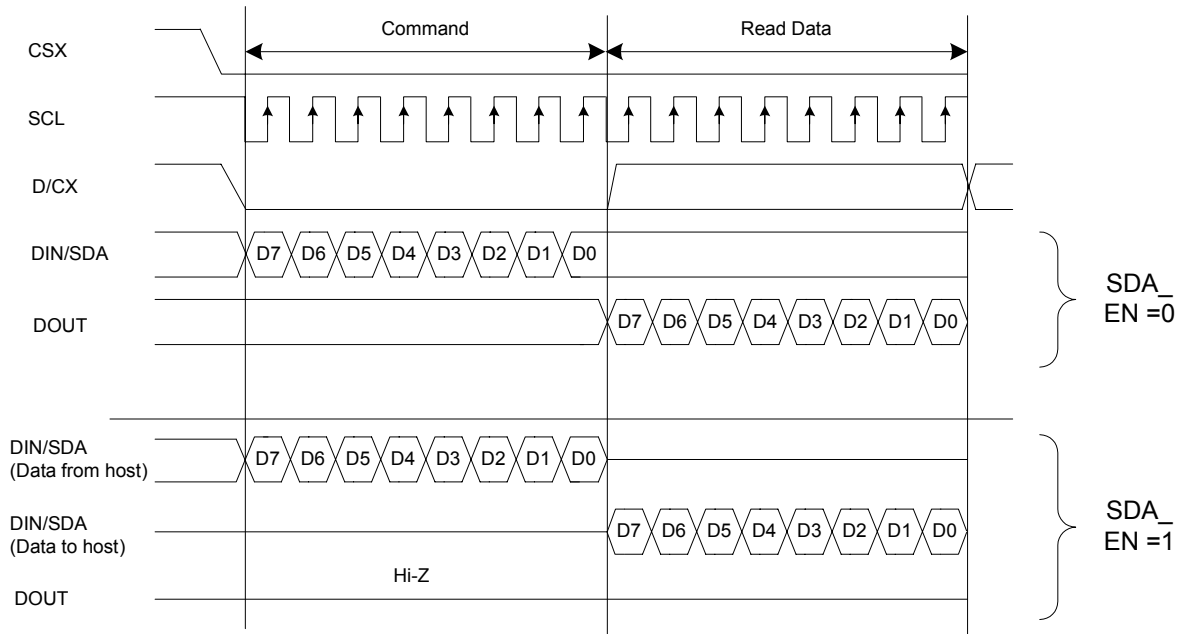 Command
Read Data
CSX
SCL
D/CX
DIN/SDA
D7 D6 D5 D4 D3 D2 D1 D0
DOUT
D7 D6 D5 D4 D3 D2 D1 D0
SDA_
EN =0
DIN/SDA
(Data from host)
D7 D6 D5 D4 D3 D2 D1 D0
DIN/SDA
(Data to host)
D7 D6 D5 D4 D3 D2 D1 D0
SDA_
EN =1
Hi-Z
DOUT